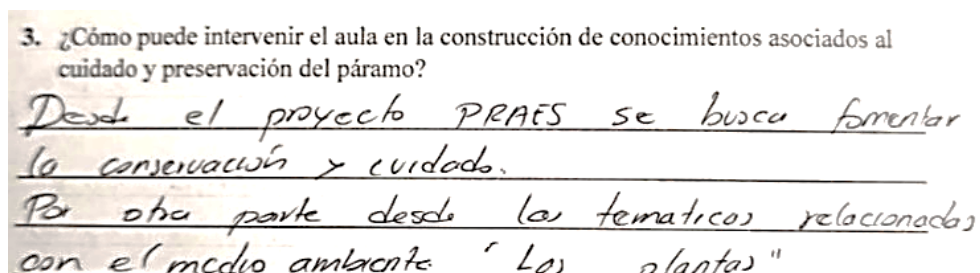 3. ¿Cómo puede intervenir el aula en la construcción de conocimientos asociados al
cuidado y preservación del páramo?
Desde el proyecto PRAES se busca fomentar
la conservación y cuidado.
Por otra parte desde las tematicas relacionadas
con el medio ambiente "Las plantas"